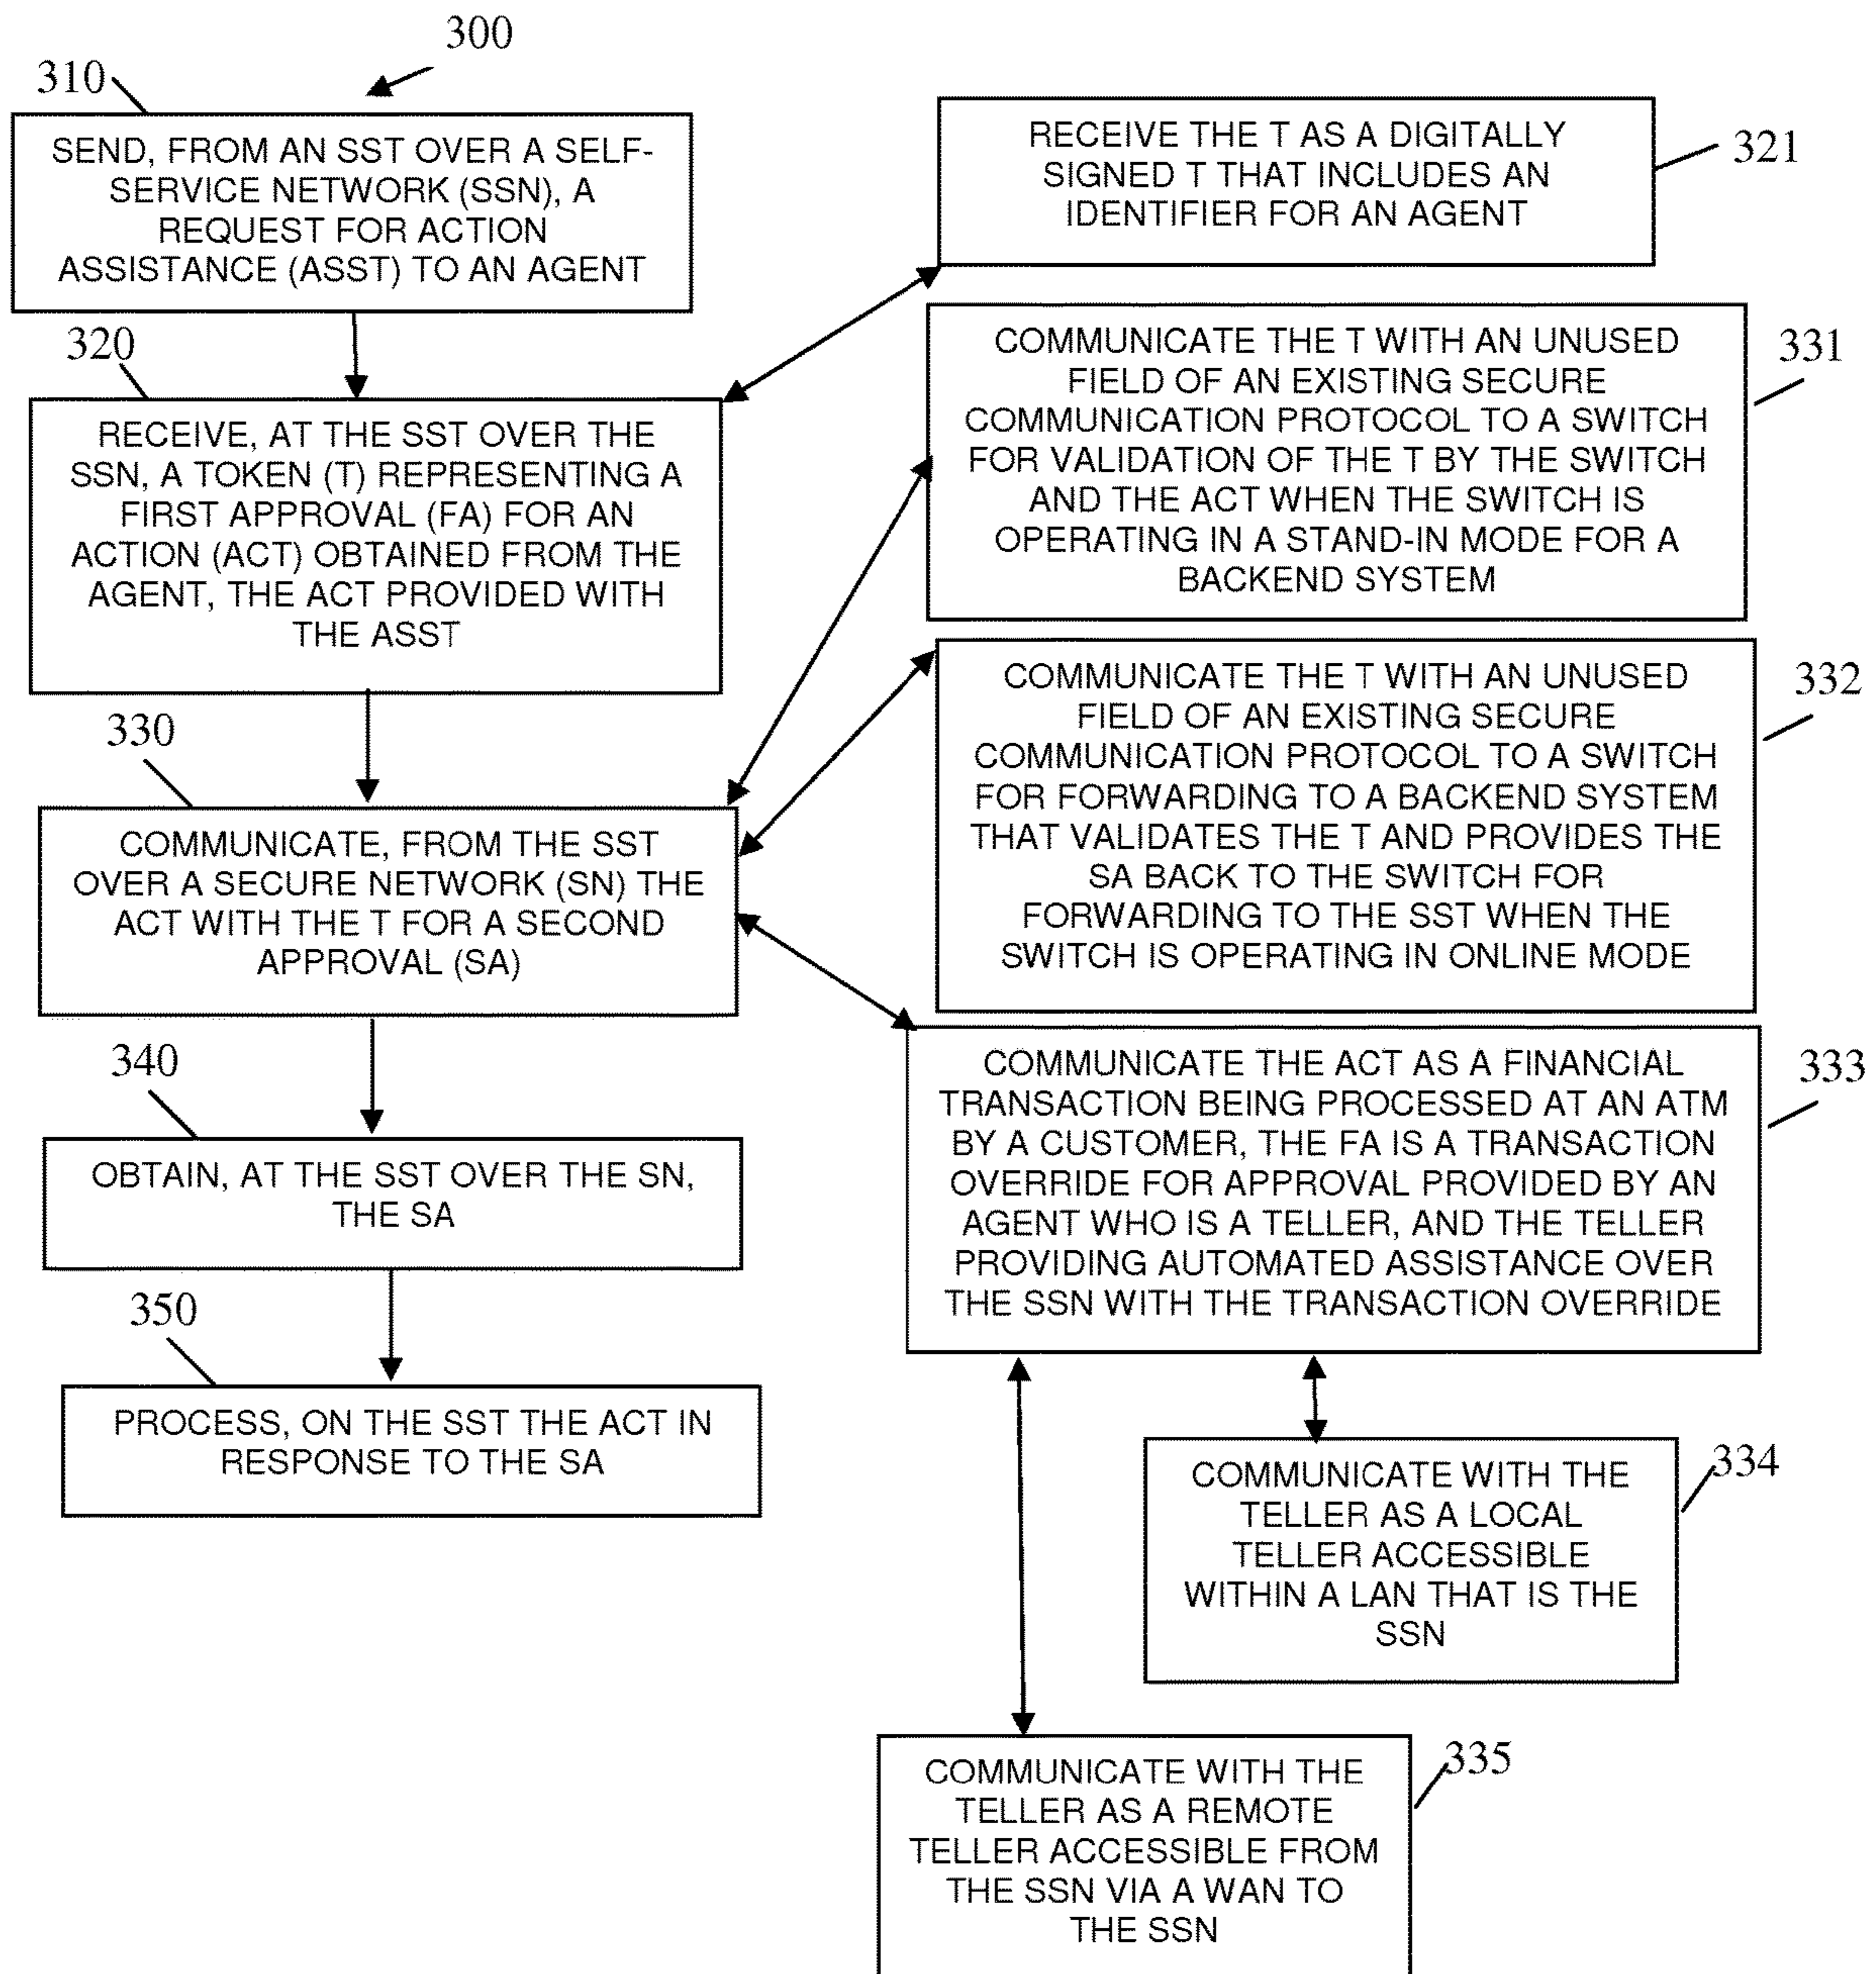 300
310
SEND, FROM AN SST OVER A SELF-
SERVICE NETWORK (SSN), A
REQUEST FOR ACTION
ASSISTANCE (ASST) TO AN AGENT
320
RECEIVE, AT THE SST OVER THE
SSN, A TOKEN (T) REPRESENTING A
FIRST APPROVAL (FA) FOR AN
ACTION (ACT) OBTAINED FROM THE
AGENT, THE ACT PROVIDED WITH
THE ASST
330
COMMUNICATE, FROM THE SST
OVER A SECURE NETWORK (SN) THE
ACT WITH THE T FOR A SECOND
APPROVAL (SA)
340
OBTAIN, AT THE SST OVER THE SN,
THE SA
350
PROCESS, ON THE SST THE ACT IN
RESPONSE TO THE SA
RECEIVE THE T AS A DIGITALLY
SIGNED T THAT INCLUDES AN
IDENTIFIER FOR AN AGENT
321
COMMUNICATE THE T WITH AN UNUSED
FIELD OF AN EXISTING SECURE
COMMUNICATION PROTOCOL TO A SWITCH
FOR VALIDATION OF THE T BY THE SWITCH
AND THE ACT WHEN THE SWITCH IS
OPERATING IN A STAND-IN MODE FOR A
BACKEND SYSTEM
331
COMMUNICATE THE T WITH AN UNUSED
FIELD OF AN EXISTING SECURE
COMMUNICATION PROTOCOL TO A SWITCH
FOR FORWARDING TO A BACKEND SYSTEM
THAT VALIDATES THE T AND PROVIDES THE
SA BACK TO THE SWITCH FOR
FORWARDING TO THE SST WHEN THE
SWITCH IS OPERATING IN ONLINE MODE
332
COMMUNICATE THE ACT AS A FINANCIAL
TRANSACTION BEING PROCESSED AT AN ATM
BY A CUSTOMER, THE FA IS A TRANSACTION
OVERRIDE FOR APPROVAL PROVIDED BY AN
AGENT WHO IS A TELLER, AND THE TELLER
PROVIDING AUTOMATED ASSISTANCE OVER
THE SSN WITH THE TRANSACTION OVERRIDE
333
COMMUNICATE WITH THE
TELLER AS A LOCAL
TELLER ACCESSIBLE
WITHIN A LAN THAT IS THE
SSN
334
COMMUNICATE WITH THE
TELLER AS A REMOTE
TELLER ACCESSIBLE FROM
THE SSN VIA A WAN TO
THE SSN
335